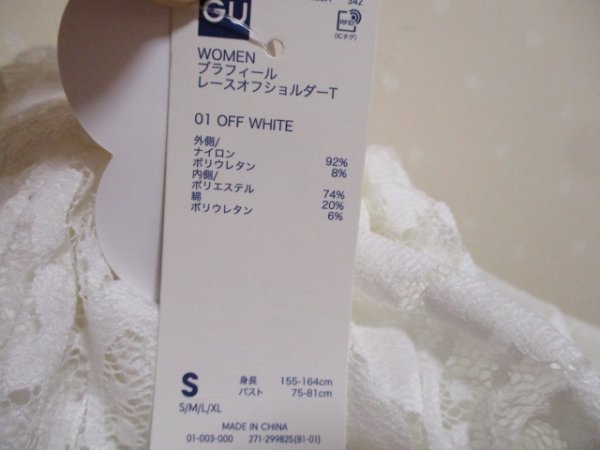 GU
342
RFID
(ICタグ)
WOMEN
ブラフィール
レースオフショルダーT
01 OFF WHITE
外側/
ナイロン 92%
ポリウレタン 8%
内側/
ポリエステル 74%
綿 20%
ポリウレタン 6%
S 身長 155-164cm
バスト 75-81cm
S/M/L/XL
MADE IN CHINA
01-003-000 271-299825(81-01)